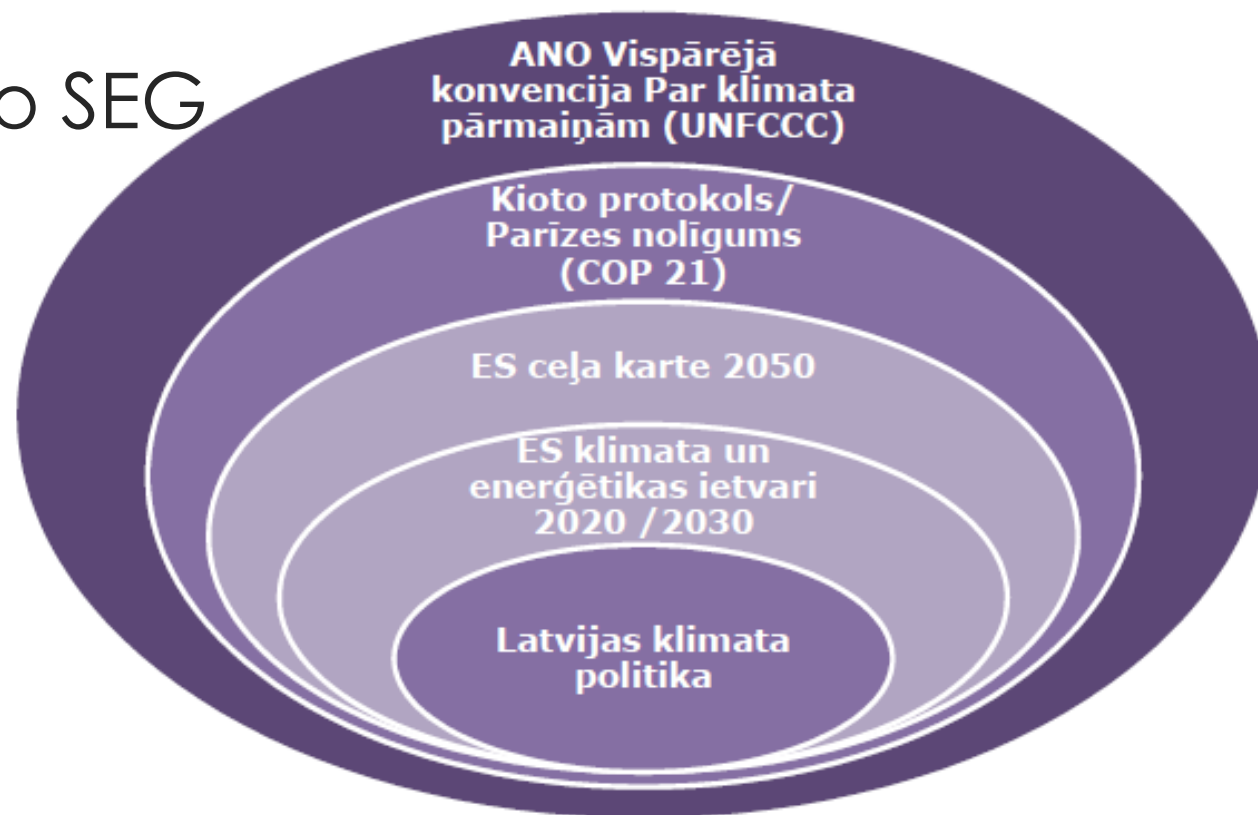 o SEG
ANO Vispārējā
konvencija Par klimata
pārmaiņām (UNFCCC)
Kioto protokols/
Parīzes nolīgums
(COP 21)
ES ceļa karte 2050
ES klimata un
enerģētikas ietvari
2020 /2030
Latvijas klimata
politika